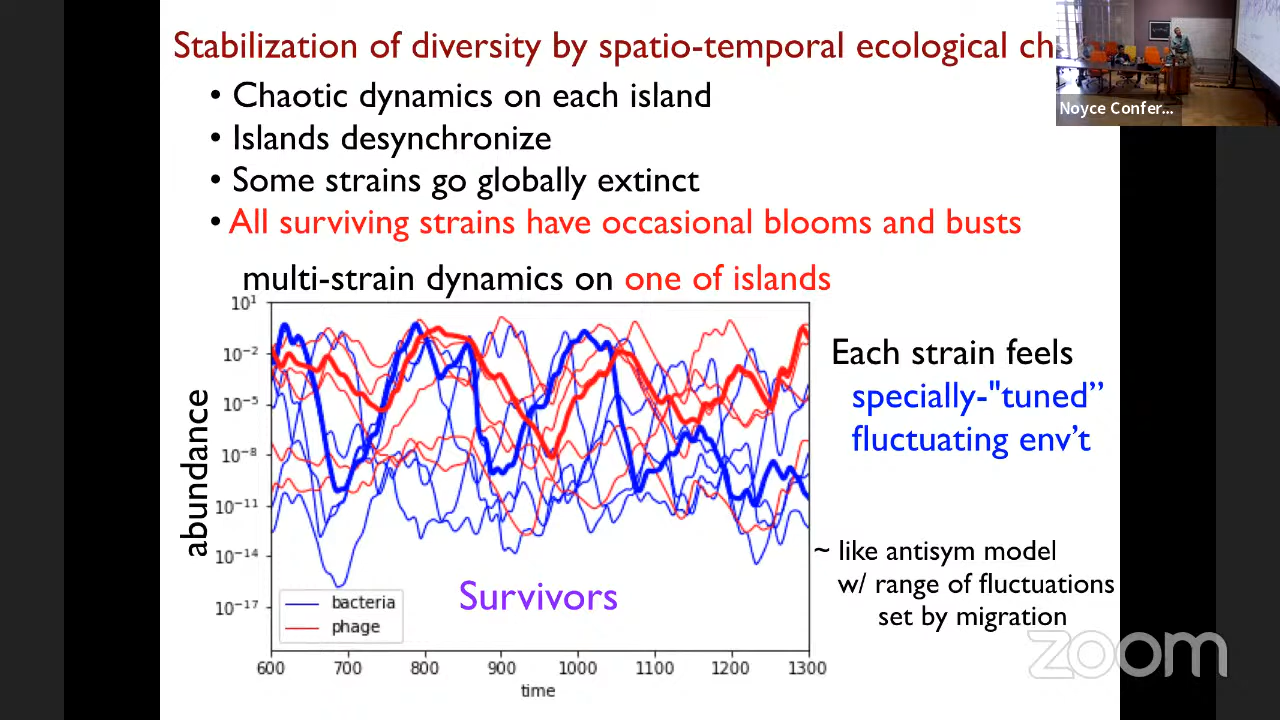 Stabilization of diversity by spatio-temporal ecological ch
Noyce Confer...
• Chaotic dynamics on each island
• Islands desynchronize
• Some strains go globally extinct
• All surviving strains have occasional blooms and busts
multi-strain dynamics on one of islands
10^1
10^-2
10^-5
10^-8
10^-11
10^-14
10^-17
abundance
Survivors
bacteria
phage
600 700 800 900 1000 1100 1200 1300
time
Each strain feels
specially-"tuned”
fluctuating env’t
~ like antisym model
w/ range of fluctuations
set by migration
zoom